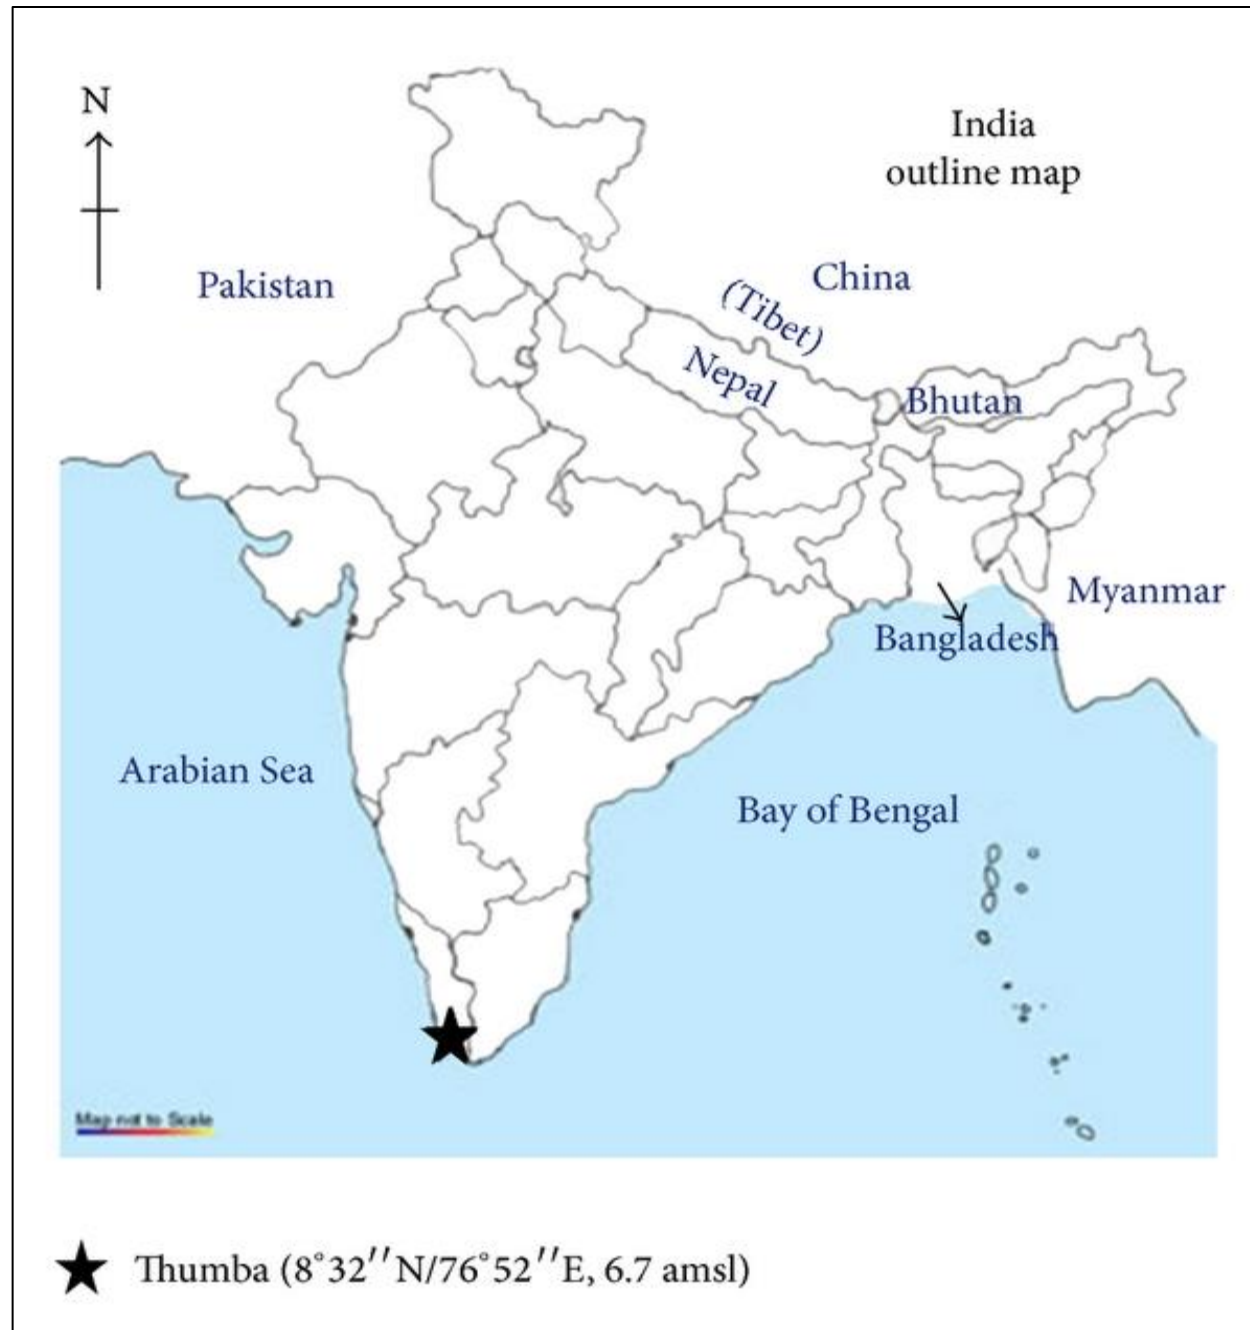 N
India
outline map
Pakistan
China
(Tibet)
Nepal
Bhutan
Myanmar
Bangladesh
Arabian Sea
Bay of Bengal
Map not to Scale
Thumba (8°32′′N/76°52′′E, 6.7 amsl)